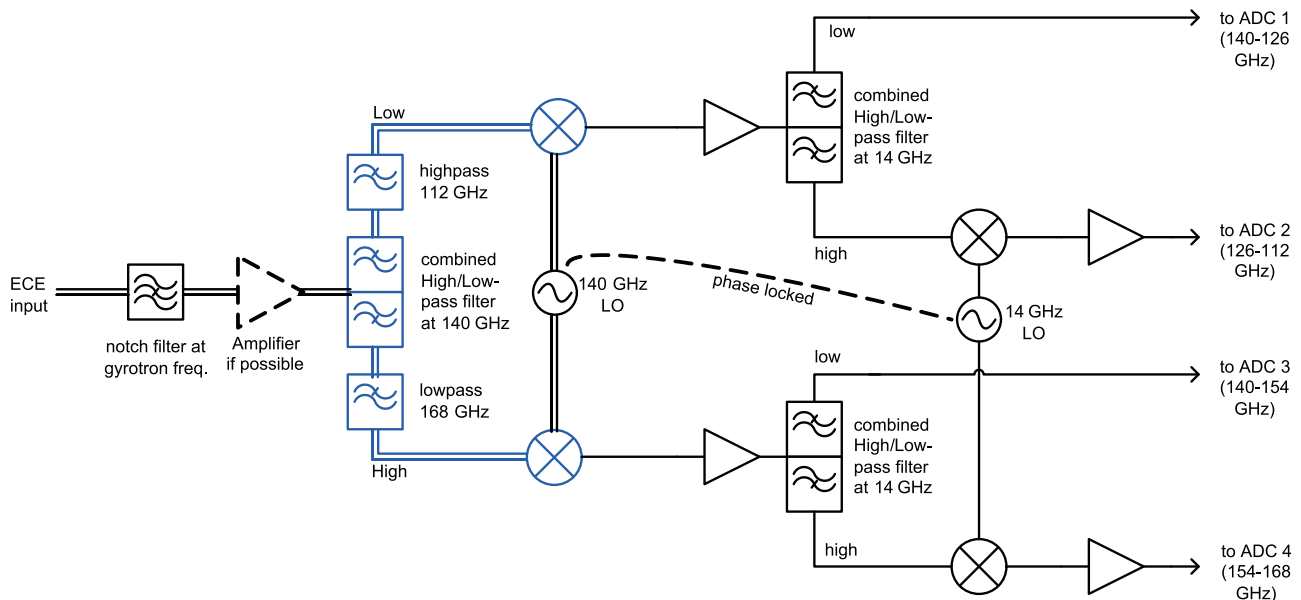 ECE
input
notch filter at
gyrotron freq.
Amplifier
if possible
Low
highpass
112 GHz
combined
High/Low-
pass filter
at 140 GHz
lowpass
168 GHz
High
140 GHz
LO
phase locked
low
combined
High/Low-
pass filter
at 14 GHz
high
14 GHz
LO
low
combined
High/Low-
pass filter
at 14 GHz
high
to ADC 1
(140-126
GHz)
to ADC 2
(126-112
GHz)
to ADC 3
(140-154
GHz)
to ADC 4
(154-168
GHz)